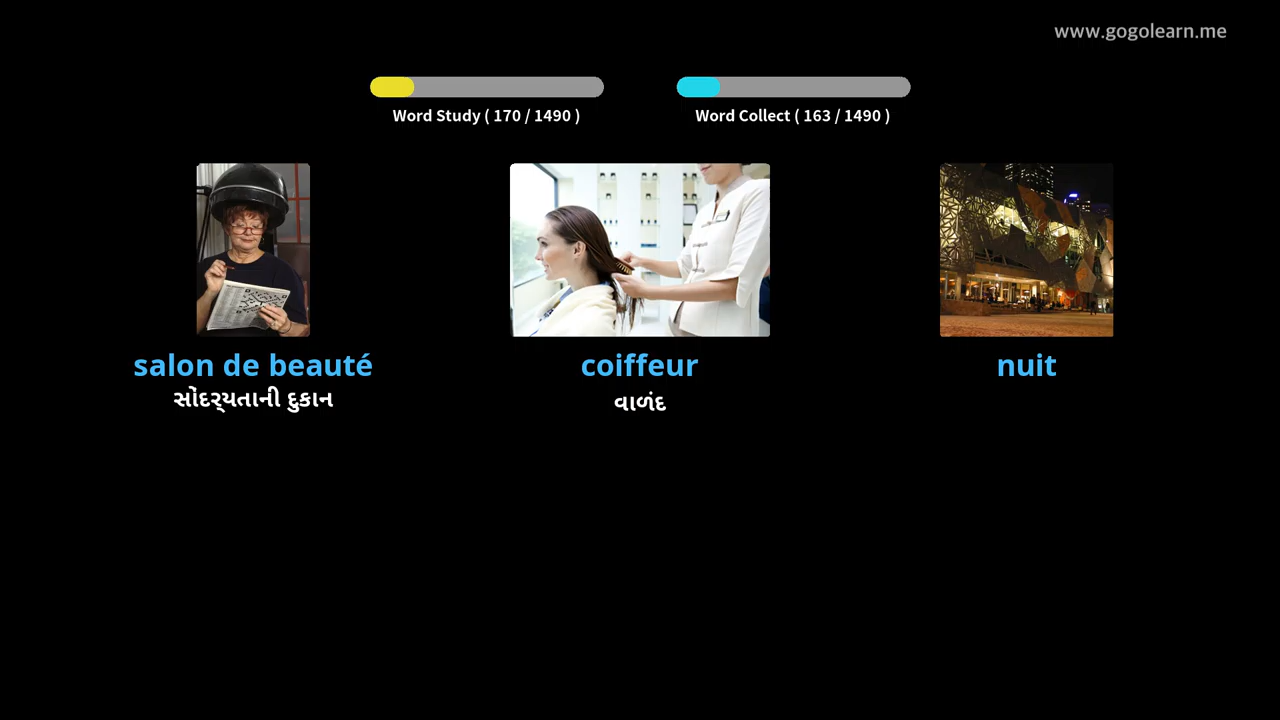 www.gogolearn.me
Word Study ( 170 / 1490 )
Word Collect ( 163 / 1490 )
salon de beauté
સૌંદર્યતાની દુકાન
coiffeur
વાળંદ
nuit